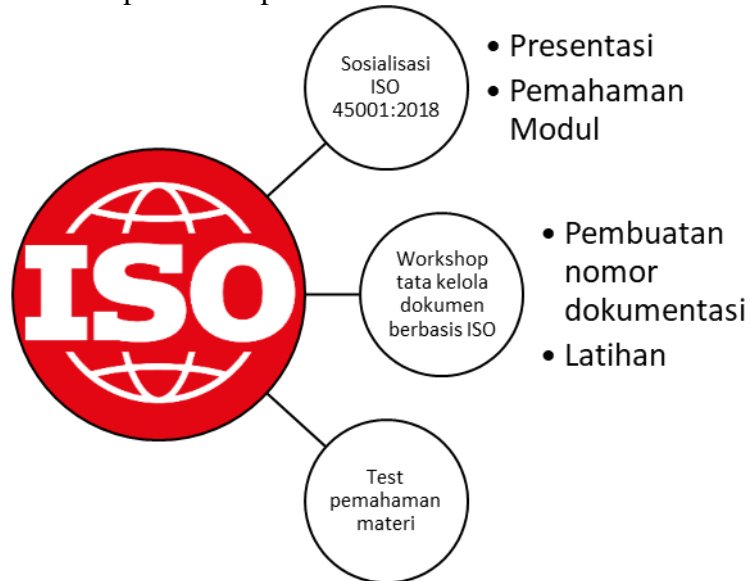 Sosialisasi
ISO
45001:2018
• Presentasi
• Pemahaman
Modul
ISO
Workshop
tata kelola
dokumen
berbasis ISO
• Pembuatan
nomor
dokumentasi
• Latihan
Test
pemahaman
materi